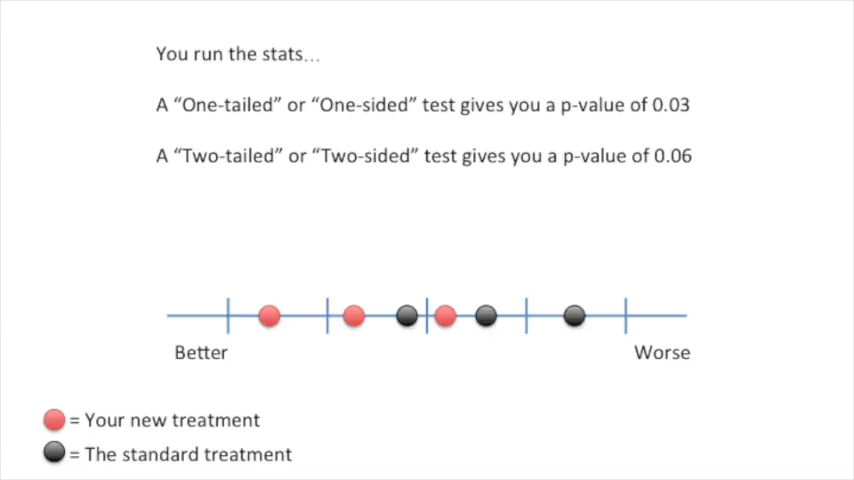 You run the stats…
A “One-tailed” or “One-sided” test gives you a p-value of 0.03
A “Two-tailed” or “Two-sided” test gives you a p-value of 0.06
Better
Worse
= Your new treatment
= The standard treatment